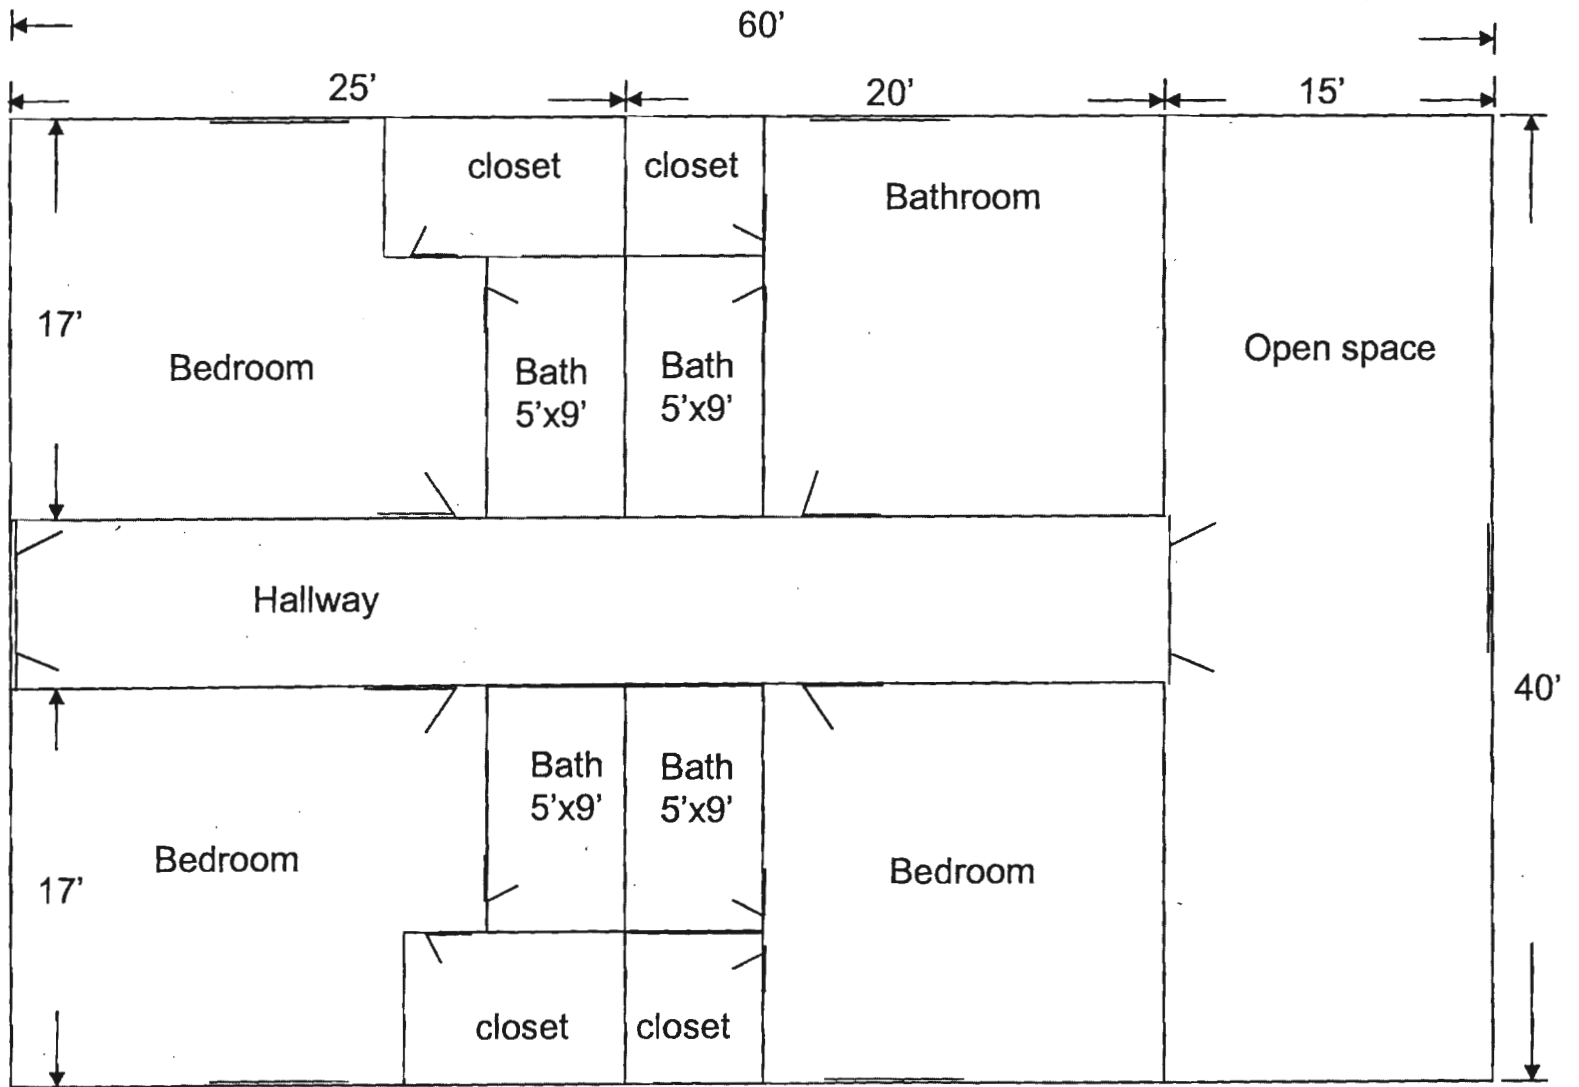 60’
25’
20’
15’
closet
closet
Bathroom
17’
Bedroom
Bath
5’x9’
Bath
5’x9’
Open space
Hallway
40’
Bath
5’x9’
Bath
5’x9’
17’
Bedroom
Bedroom
closet
closet